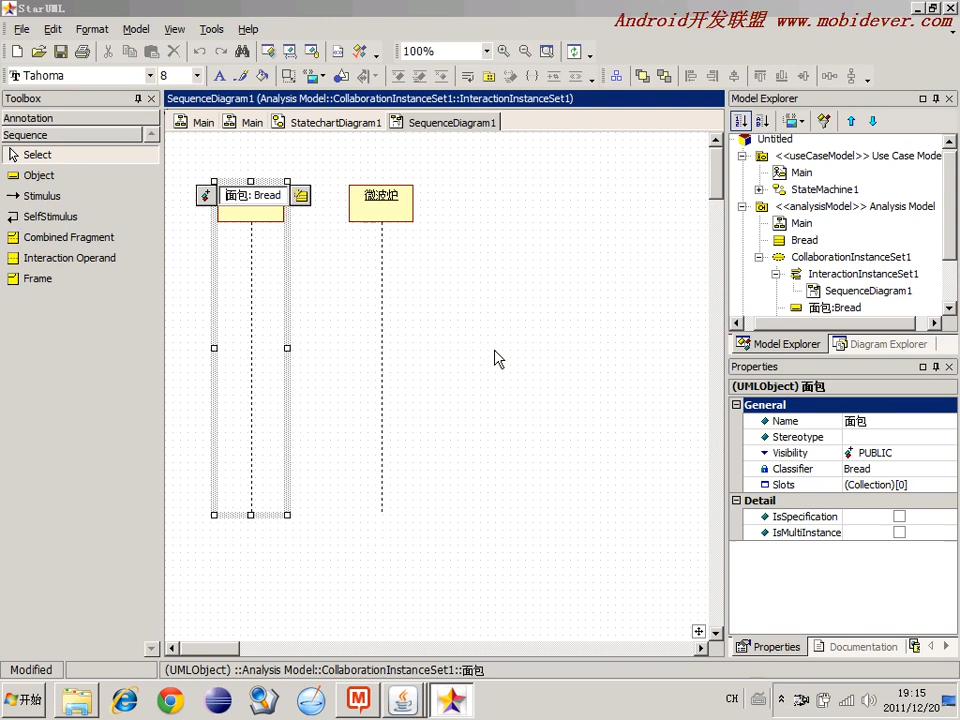 StarUML
Android开发联盟 www.mobidever.com
File Edit Format Model View Tools Help
100%
Tahoma 8
Toolbox
Annotation
Sequence
Select
Object
Stimulus
SelfStimulus
Combined Fragment
Interaction Operand
Frame
SequenceDiagram1 (Analysis Model::CollaborationInstanceSet1::InteractionInstanceSet1)
Main Main StatechartDiagram1 SequenceDiagram1
面包: Bread
微波炉
Model Explorer
Untitled
<<useCaseModel>> Use Case Mode
Main
StateMachine1
<<analysisModel>> Analysis Model
Main
Bread
CollaborationInstanceSet1
InteractionInstanceSet1
SequenceDiagram1
面包:Bread
Model Explorer Diagram Explorer
Properties
(UMLObject) 面包
General
Name 面包
Stereotype
Visibility PUBLIC
Classifier Bread
Slots (Collection)[0]
Detail
IsSpecification
IsMultiInstance
Properties Documentation
Modified (UMLObject) ::Analysis Model::CollaborationInstanceSet1::面包
开始
CH
19:15
2011/12/20